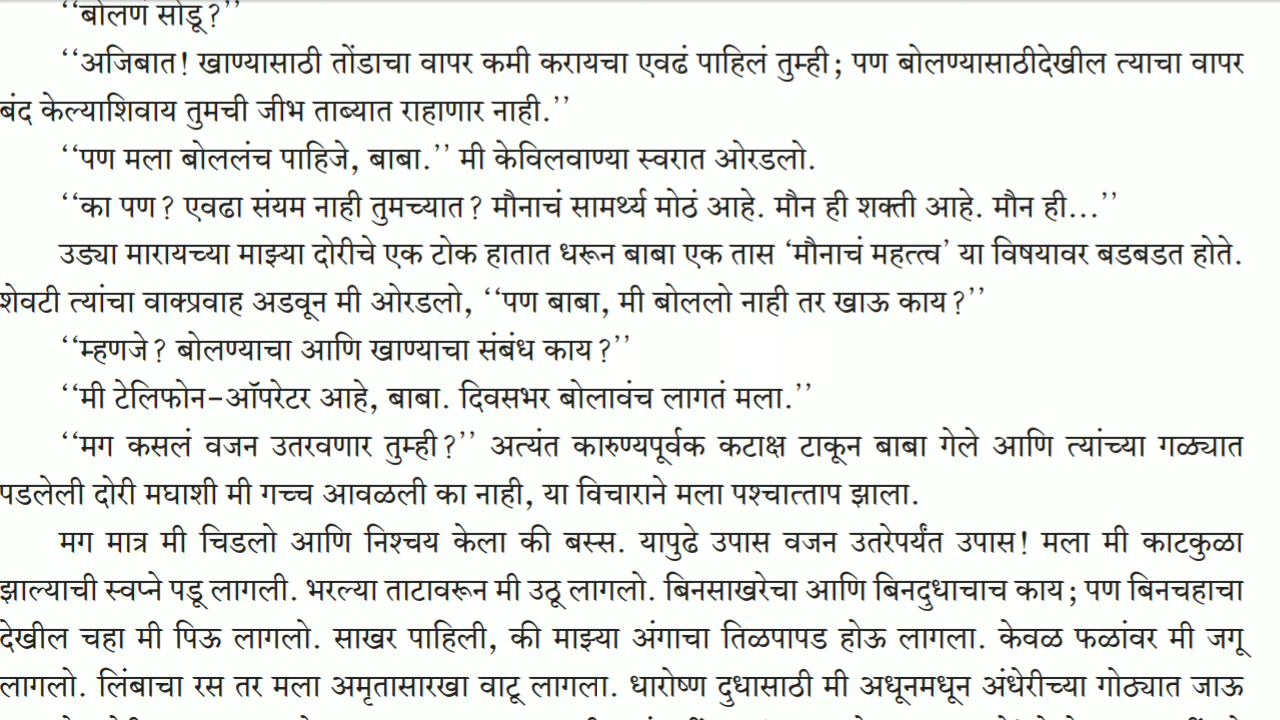 ‘‘बोलणं सोडू?’’
‘‘अजिबात! खाण्यासाठी तोंडाचा वापर कमी करायचा एवढं पाहिलं तुम्ही; पण बोलण्यासाठीदेखील त्याचा वापर
बंद केल्याशिवाय तुमची जीभ ताब्यात राहाणार नाही.’’
‘‘पण मला बोललंच पाहिजे, बाबा.’’ मी केविलवाण्या स्वरात ओरडलो.
‘‘का पण? एवढा संयम नाही तुमच्यात? मौनाचं सामर्थ्य मोठं आहे. मौन ही शक्ती आहे. मौन ही...’’
उड्या मारायच्या माझ्या दोरीचे एक टोक हातात धरून बाबा एक तास ‘मौनाचं महत्त्व’ या विषयावर बडबडत होते.
शेवटी त्यांचा वाक्प्रवाह अडवून मी ओरडलो, ‘‘पण बाबा, मी बोललो नाही तर खाऊ काय?’’
‘‘म्हणजे? बोलण्याचा आणि खाण्याचा संबंध काय?’’
‘‘मी टेलिफोन-ऑपरेटर आहे, बाबा. दिवसभर बोलावंच लागतं मला.’’
‘‘मग कसलं वजन उतरवणार तुम्ही?’’ अत्यंत कारुण्यपूर्वक कटाक्ष टाकून बाबा गेले आणि त्यांच्या गळ्यात
पडलेली दोरी मघाशी मी गच्च आवळली का नाही, या विचाराने मला पश्चात्ताप झाला.
मग मात्र मी चिडलो आणि निश्चय केला की बस्स. यापुढे उपास वजन उतरेपर्यंत उपास! मला मी काटकुळा
झाल्याची स्वप्ने पडू लागली. भरल्या ताटावरून मी उठू लागलो. बिनसाखरेचा आणि बिनदुधाचाच काय; पण बिनचहाचा
देखील चहा मी पिऊ लागलो. साखर पाहिली, की माझ्या अंगाचा तिळपापड होऊ लागला. केवळ फळांवर मी जगू
लागलो. लिंबाचा रस तर मला अमृतासारखा वाटू लागला. धारोष्ण दुधासाठी मी अधूनमधून अंधेरीच्या गोठ्यात जाऊ